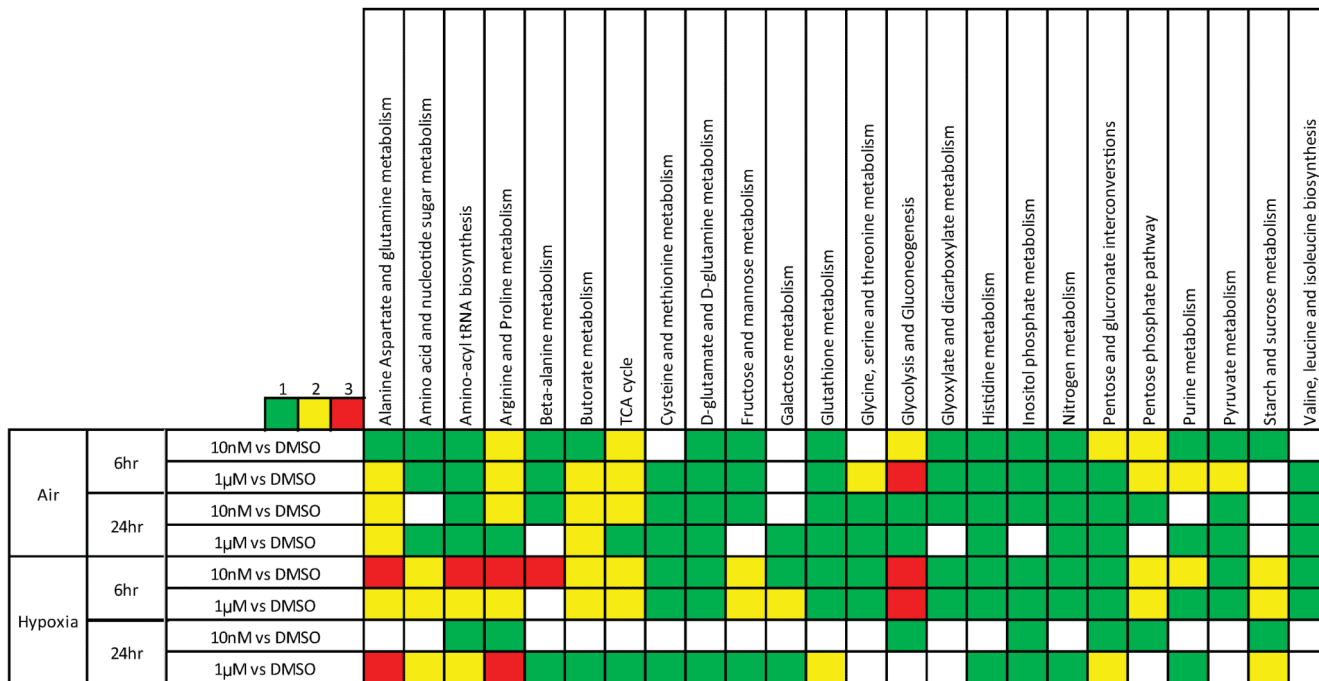 Alanine Aspartate and glutamine metabolism
Amino acid and nucleotide sugar metabolism
Amino-acyl tRNA biosynthesis
Arginine and Proline metabolism
Beta-alanine metabolism
Butorate metabolism
TCA cycle
Cysteine and methionine metabolism
D-glutamate and D-glutamine metabolism
Fructose and mannose metabolism
Galactose metabolism
Glutathione metabolism
Glycine, serine and threonine metabolism
Glycolysis and Gluconeogenesis
Glyoxylate and dicarboxylate metabolism
Histidine metabolism
Inositol phosphate metabolism
Nitrogen metabolism
Pentose and glucronate interconverstions
Pentose phosphate pathway
Purine metabolism
Pyruvate metabolism
Starch and sucrose metabolism
Valine, leucine and isoleucine biosynthesis
1 2 3
Air
6hr
10nM vs DMSO
1µM vs DMSO
24hr
10nM vs DMSO
1µM vs DMSO
Hypoxia
6hr
10nM vs DMSO
1µM vs DMSO
24hr
10nM vs DMSO
1µM vs DMSO